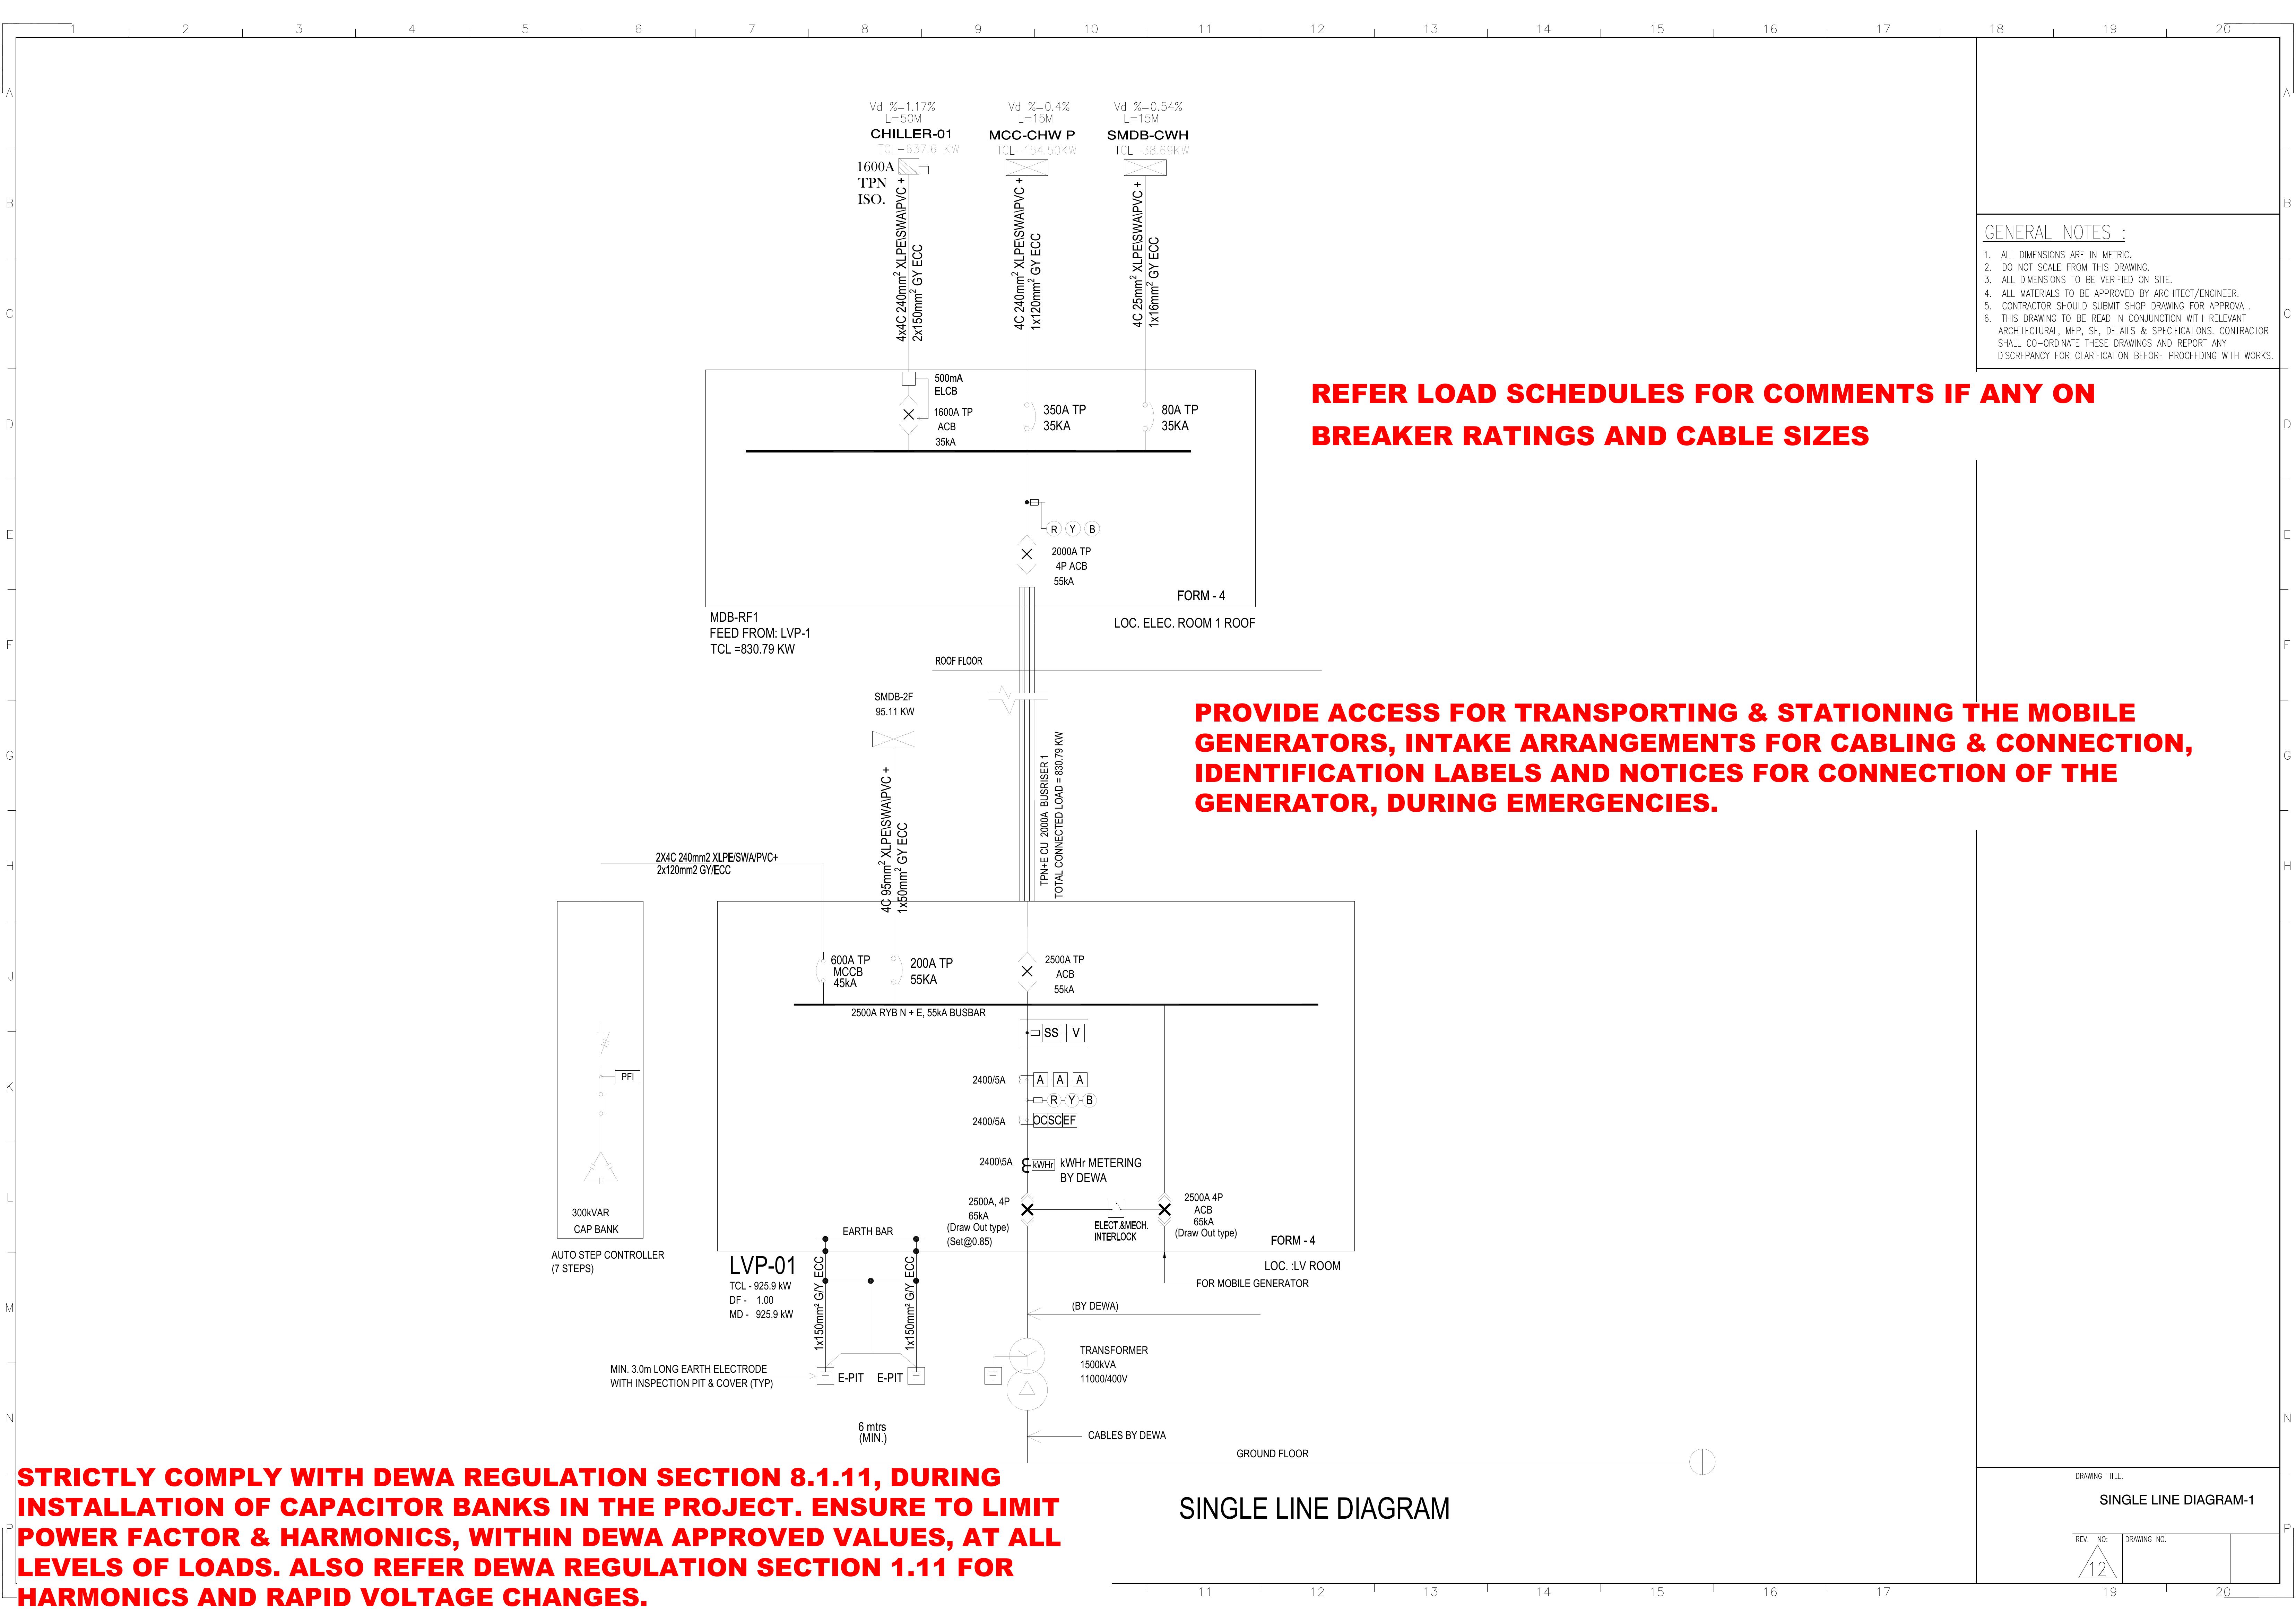 1 2 3 4 5 6 7 8 9 10 11 12 13 14 15 16 17 18 19 20
A
B
C
D
E
F
G
H
J
K
L
M
N
P
Vd %=1.17%
L=50M
CHILLER-01
TCL-637.6 KW
1600A
TPN
ISO.
4x4C 240mm² XLPE\SWA\PVC +
2x150mm² GY ECC
Vd %=0.4%
L=15M
MCC-CHW P
TCL-154.50KW
4C 240mm² XLPE\SWA\PVC +
1x120mm² GY ECC
Vd %=0.54%
L=15M
SMDB-CWH
TCL-38.69KW
4C 25mm² XLPE\SWA\PVC +
1x16mm² GY ECC
500mA
ELCB
1600A TP
ACB
35kA
350A TP
35KA
80A TP
35KA
R Y B
2000A TP
4P ACB
55kA
FORM - 4
MDB-RF1
FEED FROM: LVP-1
TCL =830.79 KW
LOC. ELEC. ROOM 1 ROOF
ROOF FLOOR
SMDB-2F
95.11 KW
4C 95mm² XLPE\SWA\PVC +
1x50mm² GY ECC
TPN+E CU 2000A BUSRISER 1
TOTAL CONNECTED LOAD = 830.79 KW
2X4C 240mm2 XLPE/SWA/PVC+
2x120mm2 GY/ECC
600A TP
MCCB
45kA
200A TP
55KA
2500A TP
ACB
55kA
2500A RYB N + E, 55kA BUSBAR
SS V
2400/5A A A A
R Y B
2400/5A OC SC EF
2400\5A kWHr kWHr METERING
BY DEWA
2500A, 4P
65kA
(Draw Out type)
(Set@0.85)
ELECT.&MECH.
INTERLOCK
2500A 4P
ACB
65kA
(Draw Out type)
FORM - 4
PFI
300kVAR
CAP BANK
AUTO STEP CONTROLLER
(7 STEPS)
EARTH BAR
LVP-01
TCL - 925.9 kW
DF - 1.00
MD - 925.9 kW
1x150mm² G/Y ECC
1x150mm² G/Y ECC
LOC. :LV ROOM
FOR MOBILE GENERATOR
(BY DEWA)
TRANSFORMER
1500kVA
11000/400V
MIN. 3.0m LONG EARTH ELECTRODE
WITH INSPECTION PIT & COVER (TYP)
E-PIT E-PIT
6 mtrs
(MIN.)
CABLES BY DEWA
GROUND FLOOR
SINGLE LINE DIAGRAM
GENERAL NOTES :
1. ALL DIMENSIONS ARE IN METRIC.
2. DO NOT SCALE FROM THIS DRAWING.
3. ALL DIMENSIONS TO BE VERIFIED ON SITE.
4. ALL MATERIALS TO BE APPROVED BY ARCHITECT/ENGINEER.
5. CONTRACTOR SHOULD SUBMIT SHOP DRAWING FOR APPROVAL.
6. THIS DRAWING TO BE READ IN CONJUNCTION WITH RELEVANT
ARCHITECTURAL, MEP, SE, DETAILS & SPECIFICATIONS. CONTRACTOR
SHALL CO-ORDINATE THESE DRAWINGS AND REPORT ANY
DISCREPANCY FOR CLARIFICATION BEFORE PROCEEDING WITH WORKS.
REFER LOAD SCHEDULES FOR COMMENTS IF ANY ON
BREAKER RATINGS AND CABLE SIZES
PROVIDE ACCESS FOR TRANSPORTING & STATIONING THE MOBILE
GENERATORS, INTAKE ARRANGEMENTS FOR CABLING & CONNECTION,
IDENTIFICATION LABELS AND NOTICES FOR CONNECTION OF THE
GENERATOR, DURING EMERGENCIES.
STRICTLY COMPLY WITH DEWA REGULATION SECTION 8.1.11, DURING
INSTALLATION OF CAPACITOR BANKS IN THE PROJECT. ENSURE TO LIMIT
POWER FACTOR & HARMONICS, WITHIN DEWA APPROVED VALUES, AT ALL
LEVELS OF LOADS. ALSO REFER DEWA REGULATION SECTION 1.11 FOR
HARMONICS AND RAPID VOLTAGE CHANGES.
DRAWING TITLE.
SINGLE LINE DIAGRAM-1
REV. NO: DRAWING NO.
12
A
B
C
D
E
F
G
H
J
K
L
M
N
P
11 12 13 14 15 16 17 19 20